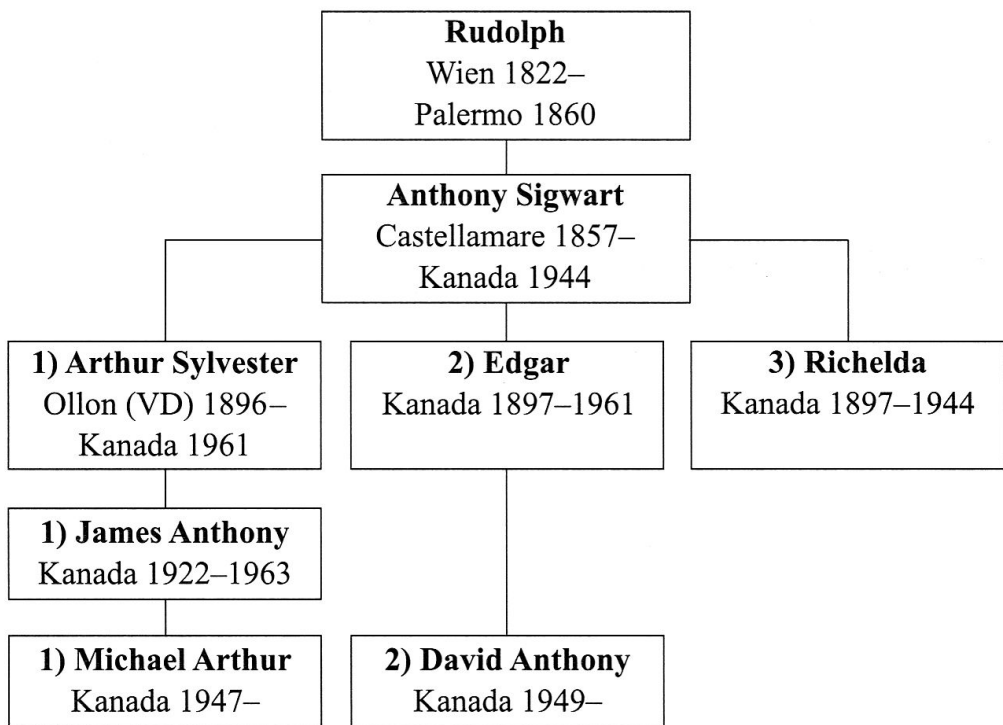 Rudolph
Wien 1822–
Palermo 1860
Anthony Sigwart
Castellamare 1857–
Kanada 1944
1) Arthur Sylvester
Ollon (VD) 1896–
Kanada 1961
2) Edgar
Kanada 1897–1961
3) Richelda
Kanada 1897–1944
1) James Anthony
Kanada 1922–1963
1) Michael Arthur
Kanada 1947–
2) David Anthony
Kanada 1949–